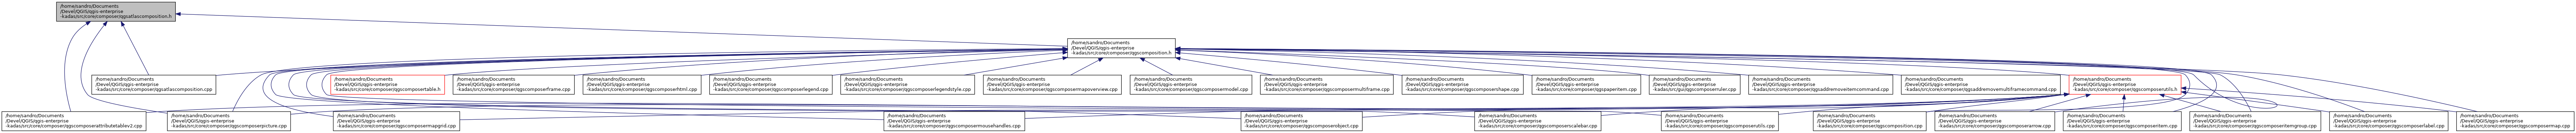 /home/sandro/Documents
/Devel/QGIS/qgis-enterprise
-kadas/src/core/composer/qgsatlascomposition.h
/home/sandro/Documents
/Devel/QGIS/qgis-enterprise
-kadas/src/core/composer/qgscomposition.h
/home/sandro/Documents
/Devel/QGIS/qgis-enterprise
-kadas/src/core/composer/qgsatlascomposition.cpp
/home/sandro/Documents
/Devel/QGIS/qgis-enterprise
-kadas/src/core/composer/qgscomposertable.h
/home/sandro/Documents
/Devel/QGIS/qgis-enterprise
-kadas/src/core/composer/qgscomposerframe.cpp
/home/sandro/Documents
/Devel/QGIS/qgis-enterprise
-kadas/src/core/composer/qgscomposerhtml.cpp
/home/sandro/Documents
/Devel/QGIS/qgis-enterprise
-kadas/src/core/composer/qgscomposerlegend.cpp
/home/sandro/Documents
/Devel/QGIS/qgis-enterprise
-kadas/src/core/composer/qgscomposerlegendstyle.cpp
/home/sandro/Documents
/Devel/QGIS/qgis-enterprise
-kadas/src/core/composer/qgscomposermapoverview.cpp
/home/sandro/Documents
/Devel/QGIS/qgis-enterprise
-kadas/src/core/composer/qgscomposermodel.cpp
/home/sandro/Documents
/Devel/QGIS/qgis-enterprise
-kadas/src/core/composer/qgscomposermultiframe.cpp
/home/sandro/Documents
/Devel/QGIS/qgis-enterprise
-kadas/src/core/composer/qgscomposershape.cpp
/home/sandro/Documents
/Devel/QGIS/qgis-enterprise
-kadas/src/core/composer/qgspaperitem.cpp
/home/sandro/Documents
/Devel/QGIS/qgis-enterprise
-kadas/src/gui/qgscomposerruler.cpp
/home/sandro/Documents
/Devel/QGIS/qgis-enterprise
-kadas/src/core/composer/qgsaddremoveitemcommand.cpp
/home/sandro/Documents
/Devel/QGIS/qgis-enterprise
-kadas/src/core/composer/qgsaddremovemultiframecommand.cpp
/home/sandro/Documents
/Devel/QGIS/qgis-enterprise
-kadas/src/core/composer/qgscomposerutils.h
/home/sandro/Documents
/Devel/QGIS/qgis-enterprise
-kadas/src/core/composer/qgscomposerattributetablev2.cpp
/home/sandro/Documents
/Devel/QGIS/qgis-enterprise
-kadas/src/core/composer/qgscomposerpicture.cpp
/home/sandro/Documents
/Devel/QGIS/qgis-enterprise
-kadas/src/core/composer/qgscomposermapgrid.cpp
/home/sandro/Documents
/Devel/QGIS/qgis-enterprise
-kadas/src/core/composer/qgscomposermousehandles.cpp
/home/sandro/Documents
/Devel/QGIS/qgis-enterprise
-kadas/src/core/composer/qgscomposerobject.cpp
/home/sandro/Documents
/Devel/QGIS/qgis-enterprise
-kadas/src/core/composer/qgscomposerscalebar.cpp
/home/sandro/Documents
/Devel/QGIS/qgis-enterprise
-kadas/src/core/composer/qgscomposerutils.cpp
/home/sandro/Documents
/Devel/QGIS/qgis-enterprise
-kadas/src/core/composer/qgscomposition.cpp
/home/sandro/Documents
/Devel/QGIS/qgis-enterprise
-kadas/src/core/composer/qgscomposerarrow.cpp
/home/sandro/Documents
/Devel/QGIS/qgis-enterprise
-kadas/src/core/composer/qgscomposeritem.cpp
/home/sandro/Documents
/Devel/QGIS/qgis-enterprise
-kadas/src/core/composer/qgscomposeritemgroup.cpp
/home/sandro/Documents
/Devel/QGIS/qgis-enterprise
-kadas/src/core/composer/qgscomposerlabel.cpp
/home/sandro/Documents
/Devel/QGIS/qgis-enterprise
-kadas/src/core/composer/qgscomposermap.cpp